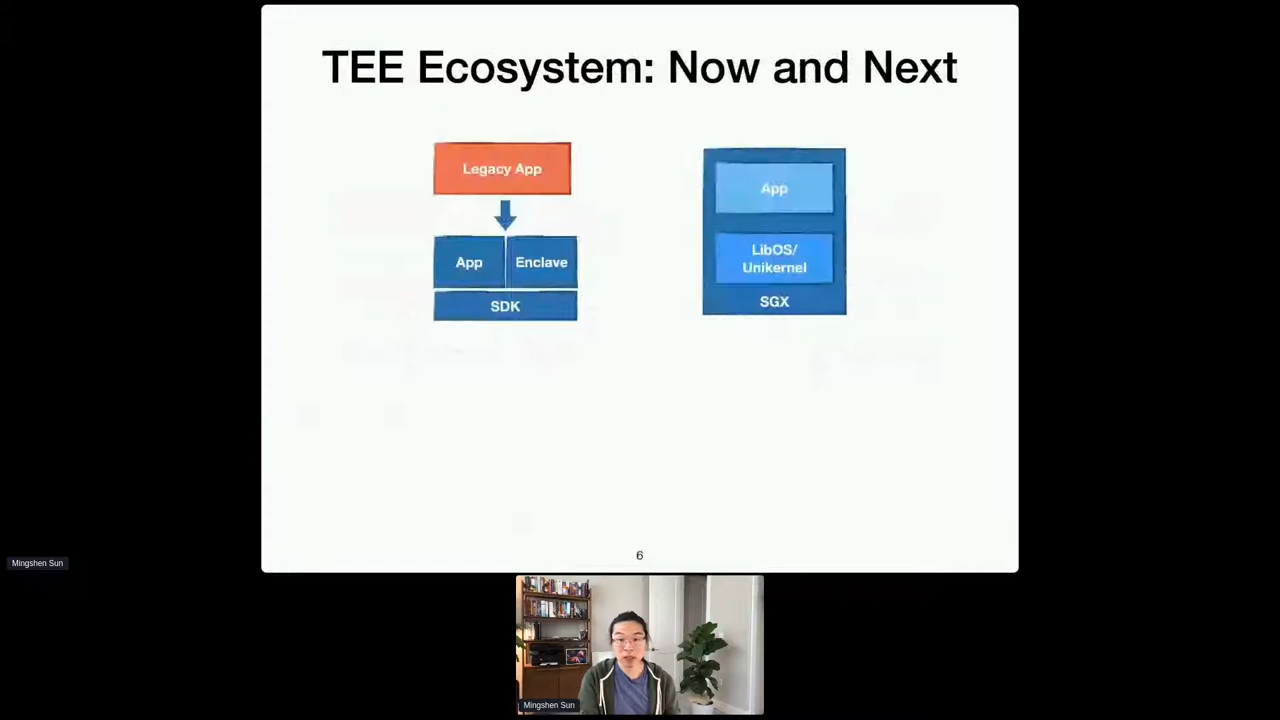 TEE Ecosystem: Now and Next
Legacy App
App
Enclave
SDK
App
LibOS/
Unikernel
SGX
6
Mingshen Sun
Mingshen Sun